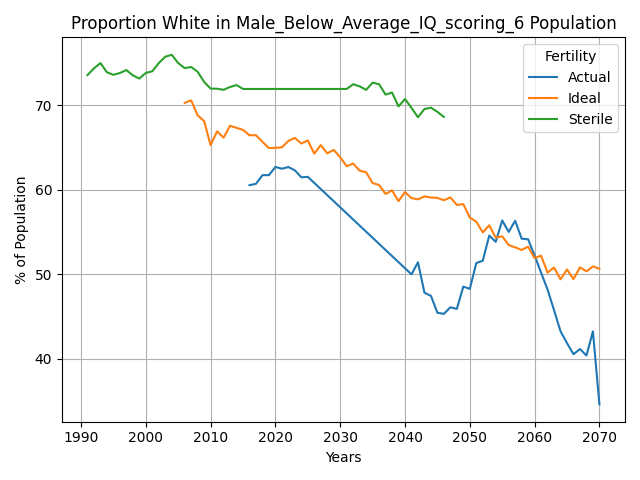 Proportion White in Male_Below_Average_IQ_scoring_6 Population
Fertility
Actual
Ideal
Sterile
% of Population
70
60
50
40
1990 2000 2010 2020 2030 2040 2050 2060 2070
Years